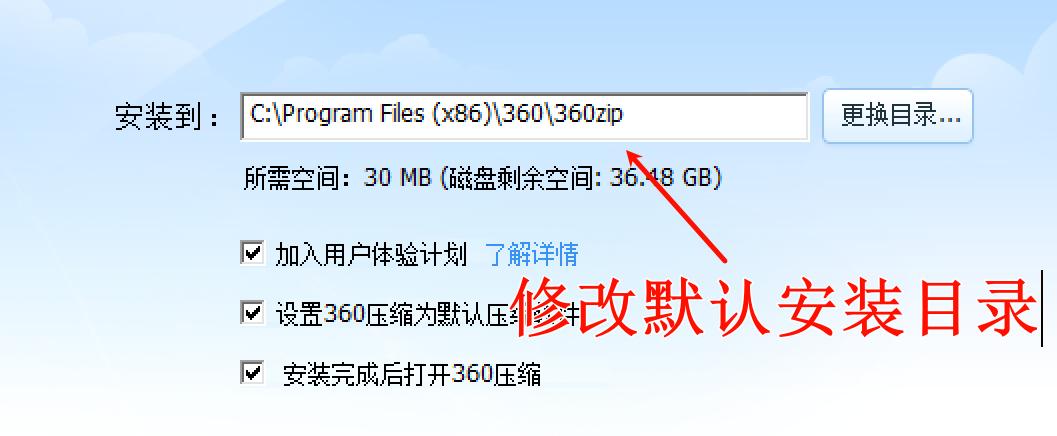 安装到：
C:\Program Files (x86)\360\360zip
更换目录...
所需空间：30 MB (磁盘剩余空间: 36.48 GB)
加入用户体验计划 了解详情
设置360压缩为默认压缩软件
修改默认安装目录
安装完成后打开360压缩